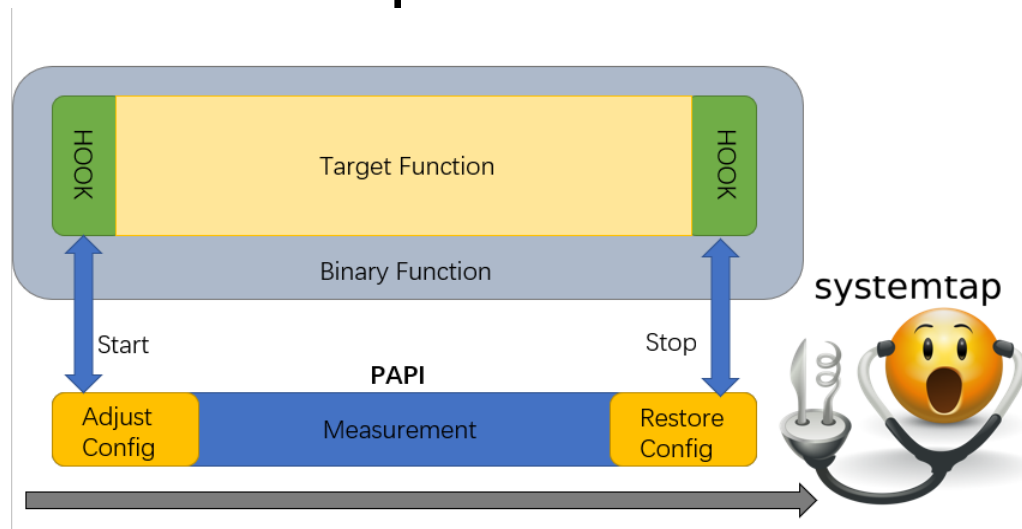 HOOK
Target Function
HOOK
Binary Function
systemtap
Start
Stop
PAPI
Adjust
Config
Measurement
Restore
Config